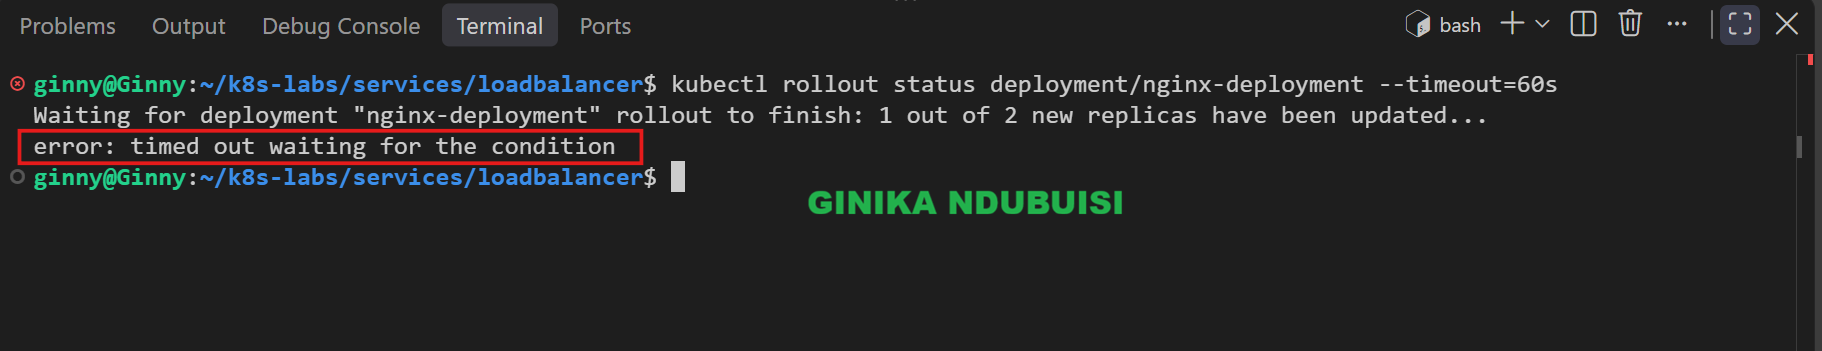 Problems Output Debug Console Terminal Ports bash
ginny@Ginny:~/k8s-labs/services/loadbalancer$ kubectl rollout status deployment/nginx-deployment --timeout=60s
Waiting for deployment "nginx-deployment" rollout to finish: 1 out of 2 new replicas have been updated...
error: timed out waiting for the condition
ginny@Ginny:~/k8s-labs/services/loadbalancer$
GINIKA NDUBUISI